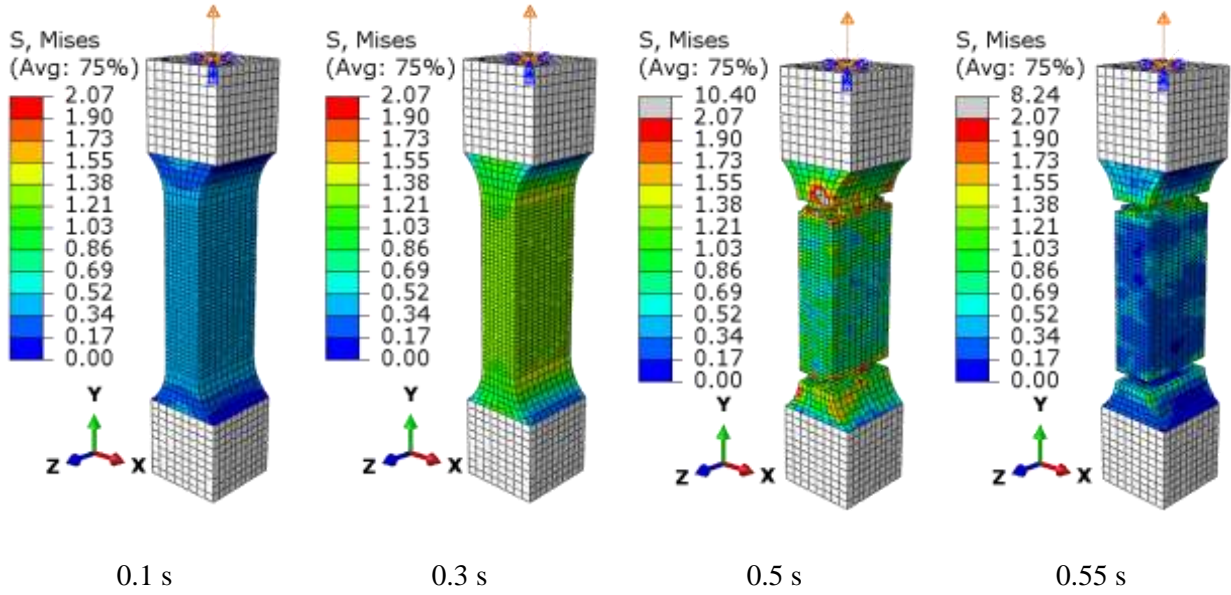 S, Mises
(Avg: 75%)
2.07
1.90
1.73
1.55
1.38
1.21
1.03
0.86
0.69
0.52
0.34
0.17
0.00
Y
Z X
0.1 s
S, Mises
(Avg: 75%)
2.07
1.90
1.73
1.55
1.38
1.21
1.03
0.86
0.69
0.52
0.34
0.17
0.00
Y
Z X
0.3 s
S, Mises
(Avg: 75%)
10.40
2.07
1.90
1.73
1.55
1.38
1.21
1.03
0.86
0.69
0.52
0.34
0.17
0.00
Y
Z X
0.5 s
S, Mises
(Avg: 75%)
8.24
2.07
1.90
1.73
1.55
1.38
1.21
1.03
0.86
0.69
0.52
0.34
0.17
0.00
Y
Z X
0.55 s